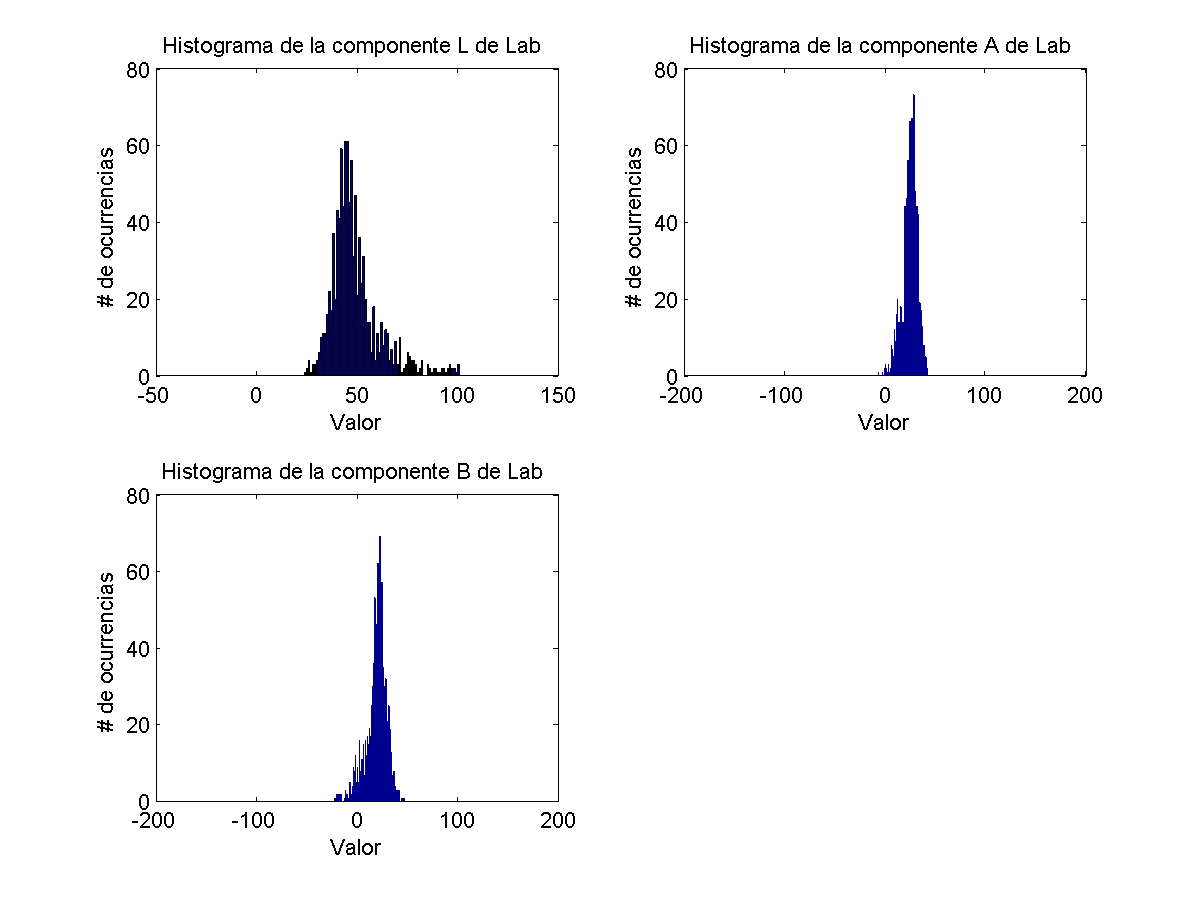 Histograma de la componente L de Lab
80
60
40
20
0
-50 0 50 100 150
# de ocurrencias
Valor
Histograma de la componente A de Lab
80
60
40
20
0
-200 -100 0 100 200
# de ocurrencias
Valor
Histograma de la componente B de Lab
80
60
40
20
0
-200 -100 0 100 200
# de ocurrencias
Valor